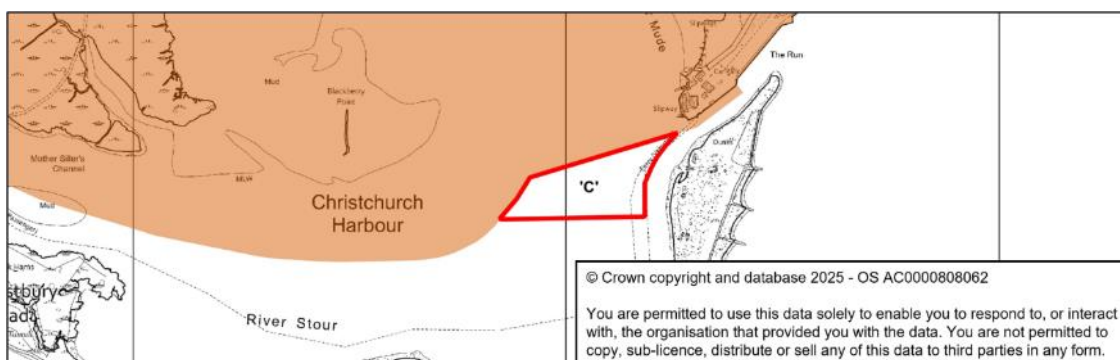 Slipway
The Run
Mude
Mud
Blackberry
Point
Slipway
Mother Siller's
Channel
MLW
'C'
Mud
Christchurch
Harbour
River Stour
© Crown copyright and database 2025 - OS AC0000808062
You are permitted to use this data solely to enable you to respond to, or interact
with, the organisation that provided you with the data. You are not permitted to
copy, sub-licence, distribute or sell any of this data to third parties in any form.